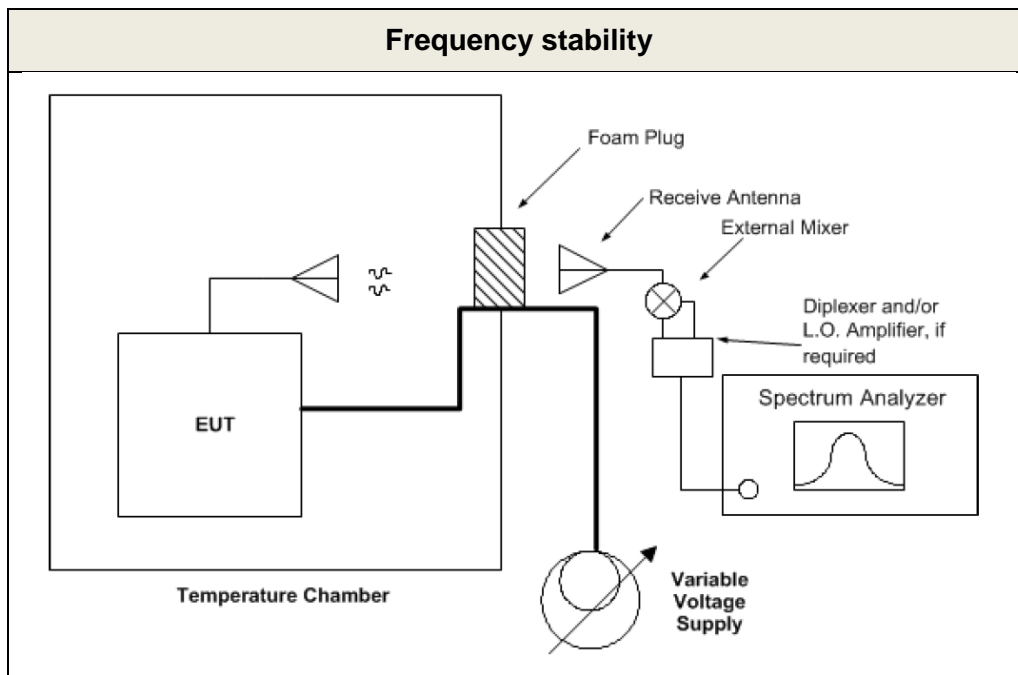 Frequency stability
Foam Plug
Receive Antenna
External Mixer
Diplexer and/or
L.O. Amplifier, if
required
Spectrum Analyzer
EUT
Temperature Chamber
Variable
Voltage
Supply